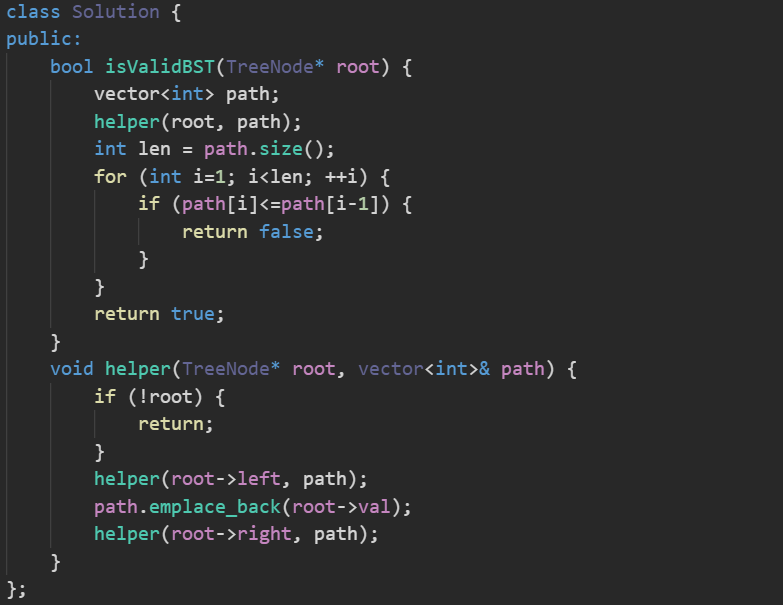 class Solution {
public:
    bool isValidBST(TreeNode* root) {
        vector<int> path;
        helper(root, path);
        int len = path.size();
        for (int i=1; i<len; ++i) {
            if (path[i]<=path[i-1]) {
                return false;
            }
        }
        return true;
    }
    void helper(TreeNode* root, vector<int>& path) {
        if (!root) {
            return;
        }
        helper(root->left, path);
        path.emplace_back(root->val);
        helper(root->right, path);
    }
};